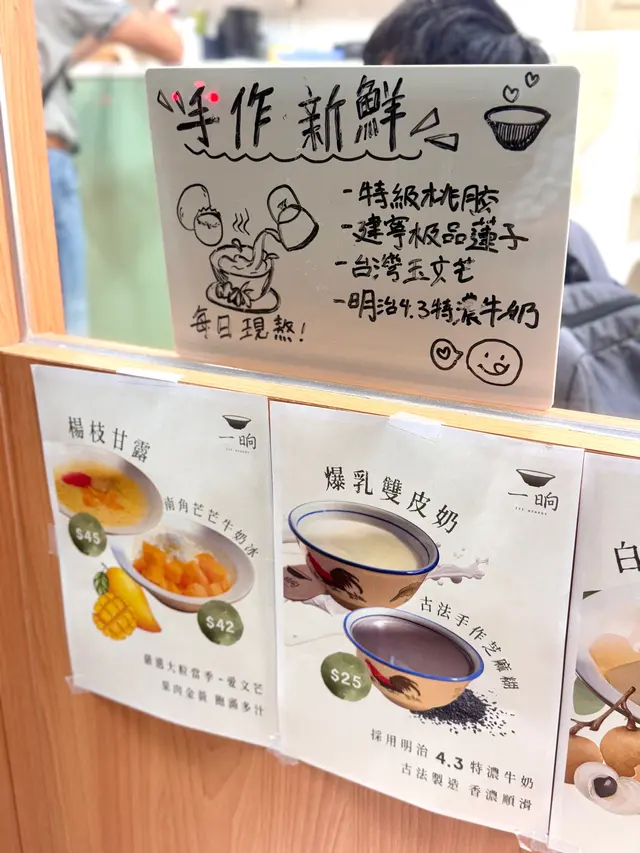 手作新鮮
-特級桃膠
-建寧极品蓮子
-台灣玉文芒
-明治4.3特濃牛奶
每日現熬!
楊枝甘露
一晌
$45
南角芒芒牛奶冰
$42
嚴選大粒當季-愛文芒
果肉金黃 飽滿多汁
爆乳雙皮奶
一晌
古法手作芝麻糊
$25
採用明治 4.3 特濃牛奶
古法製造 香濃順滑
白